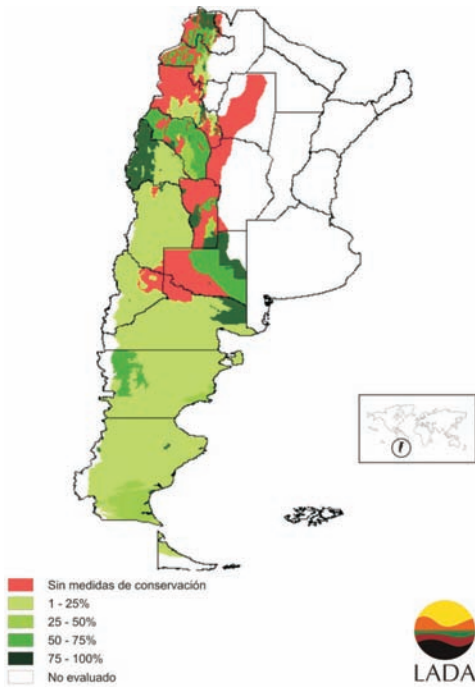 Sin medidas de conservación
1 - 25%
25 - 50%
50 - 75%
75 - 100%
No evaluado
LADA